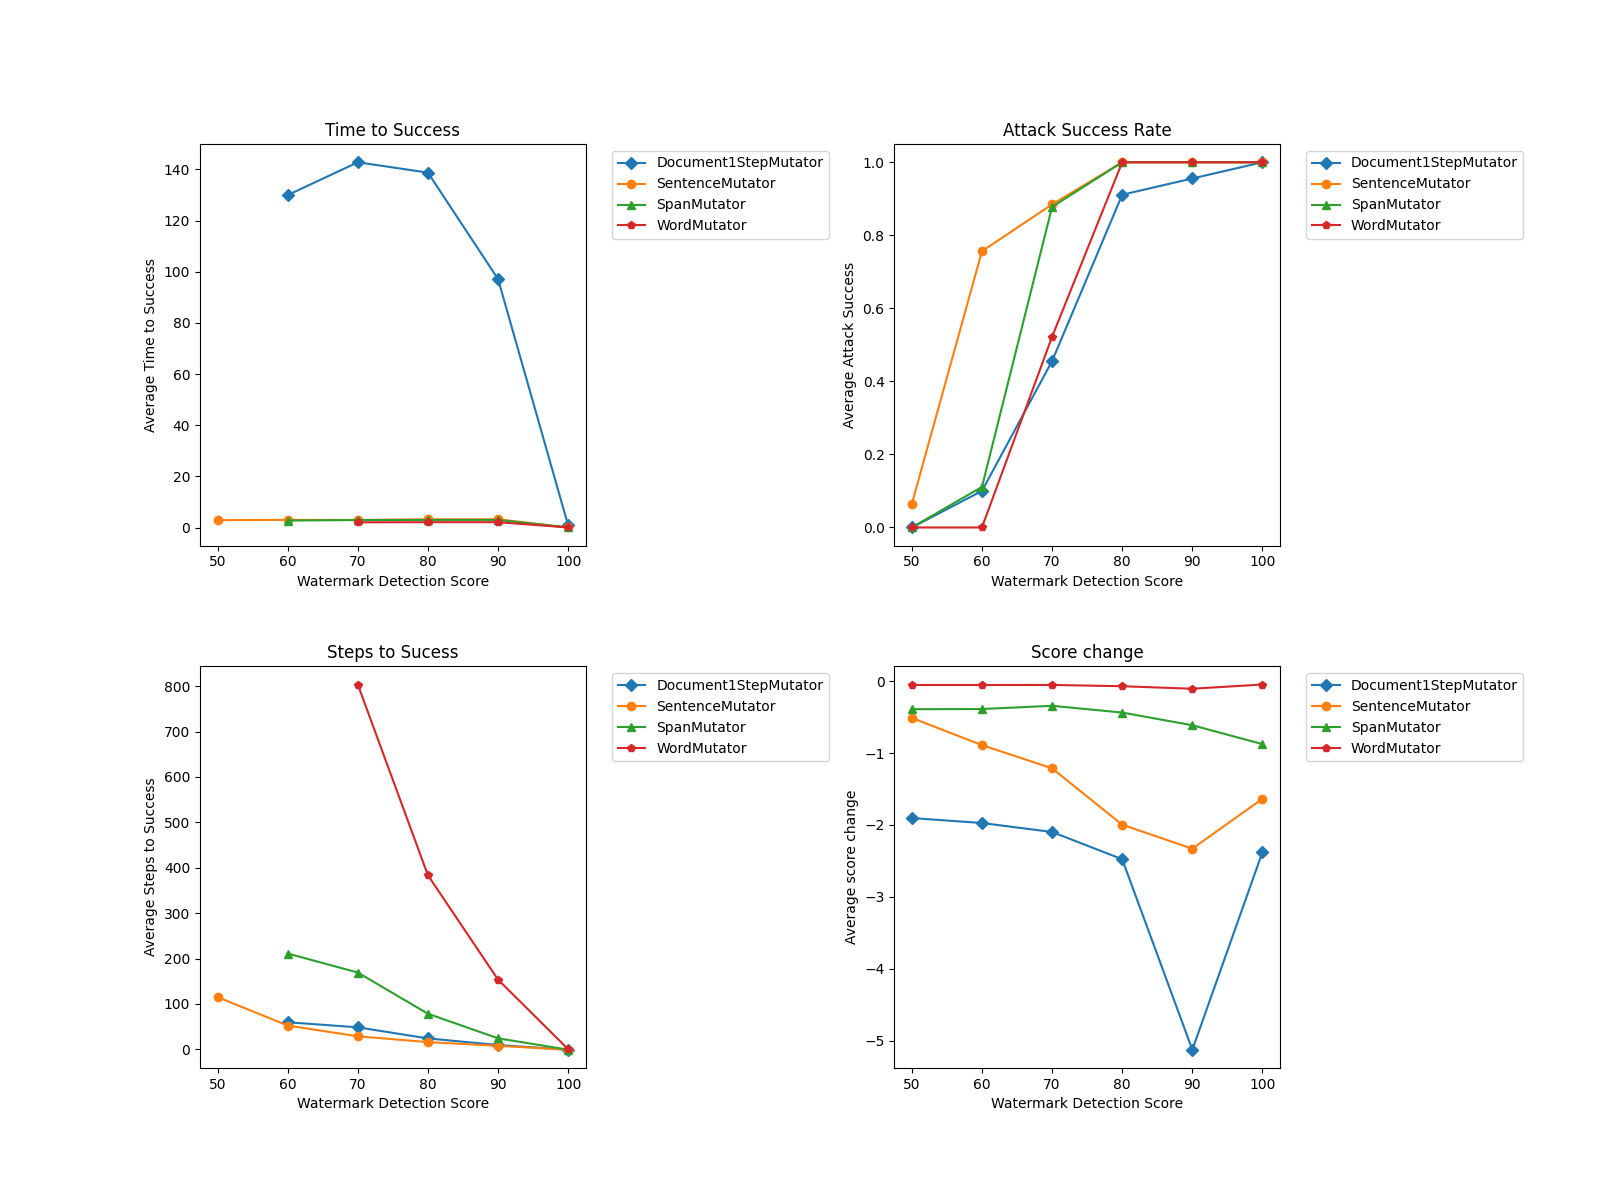 Time to Success
Average Time to Success
140
120
100
80
60
40
20
0
50 60 70 80 90 100
Watermark Detection Score
Document1StepMutator
SentenceMutator
SpanMutator
WordMutator
Attack Success Rate
Average Attack Success
1.0
0.8
0.6
0.4
0.2
0.0
50 60 70 80 90 100
Watermark Detection Score
Document1StepMutator
SentenceMutator
SpanMutator
WordMutator
Steps to Sucess
Average Steps to Success
800
700
600
500
400
300
200
100
0
50 60 70 80 90 100
Watermark Detection Score
Document1StepMutator
SentenceMutator
SpanMutator
WordMutator
Score change
Average score change
0
−1
−2
−3
−4
−5
50 60 70 80 90 100
Watermark Detection Score
Document1StepMutator
SentenceMutator
SpanMutator
WordMutator